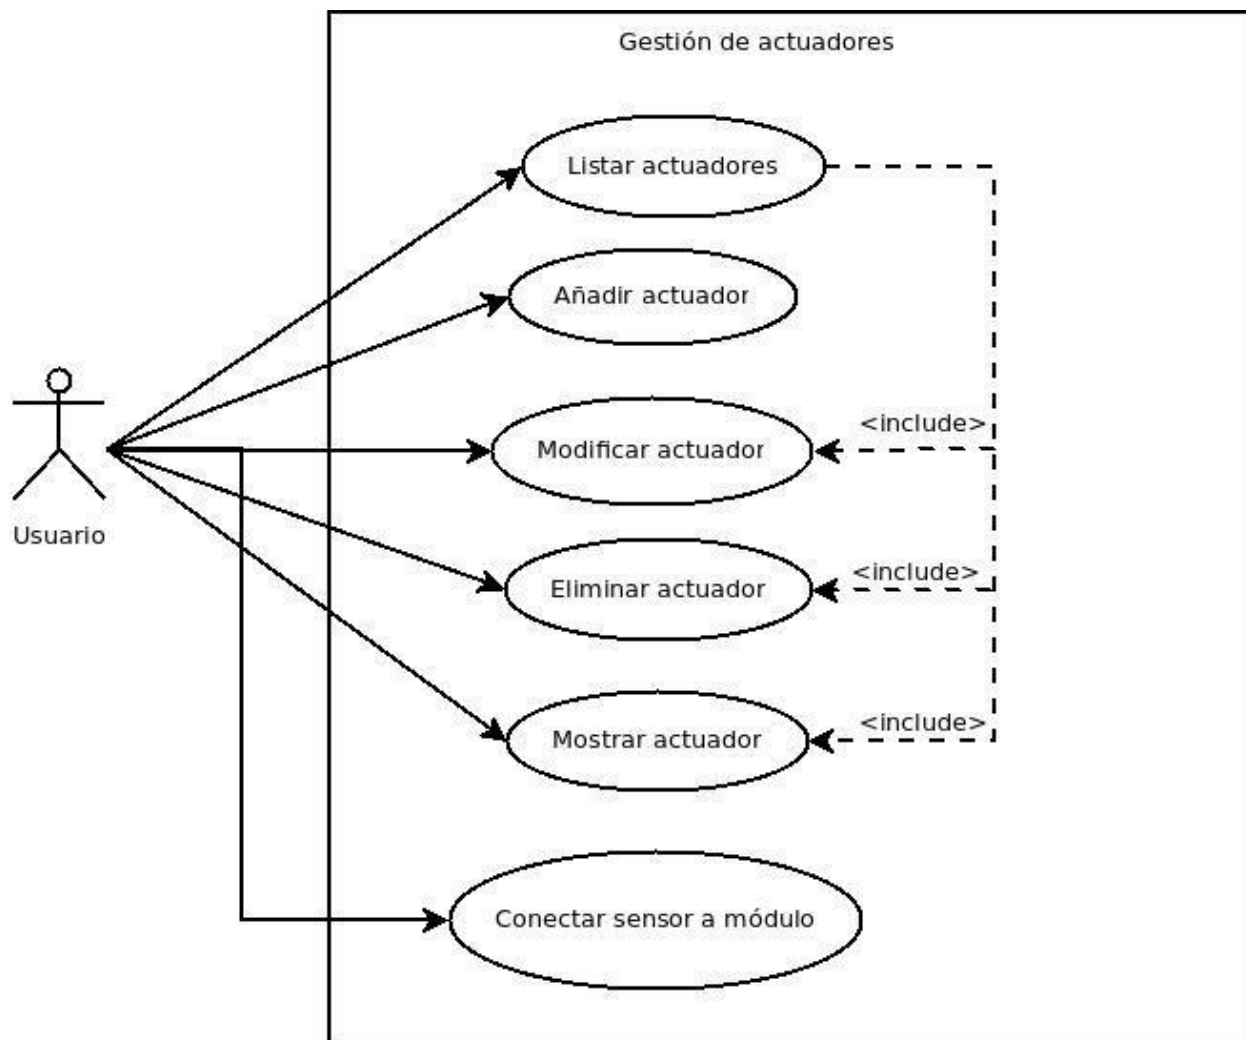 Gestión de actuadores
Listar actuadores
Añadir actuador
Modificar actuador
<include>
Usuario
Eliminar actuador
<include>
Mostrar actuador
<include>
Conectar sensor a módulo